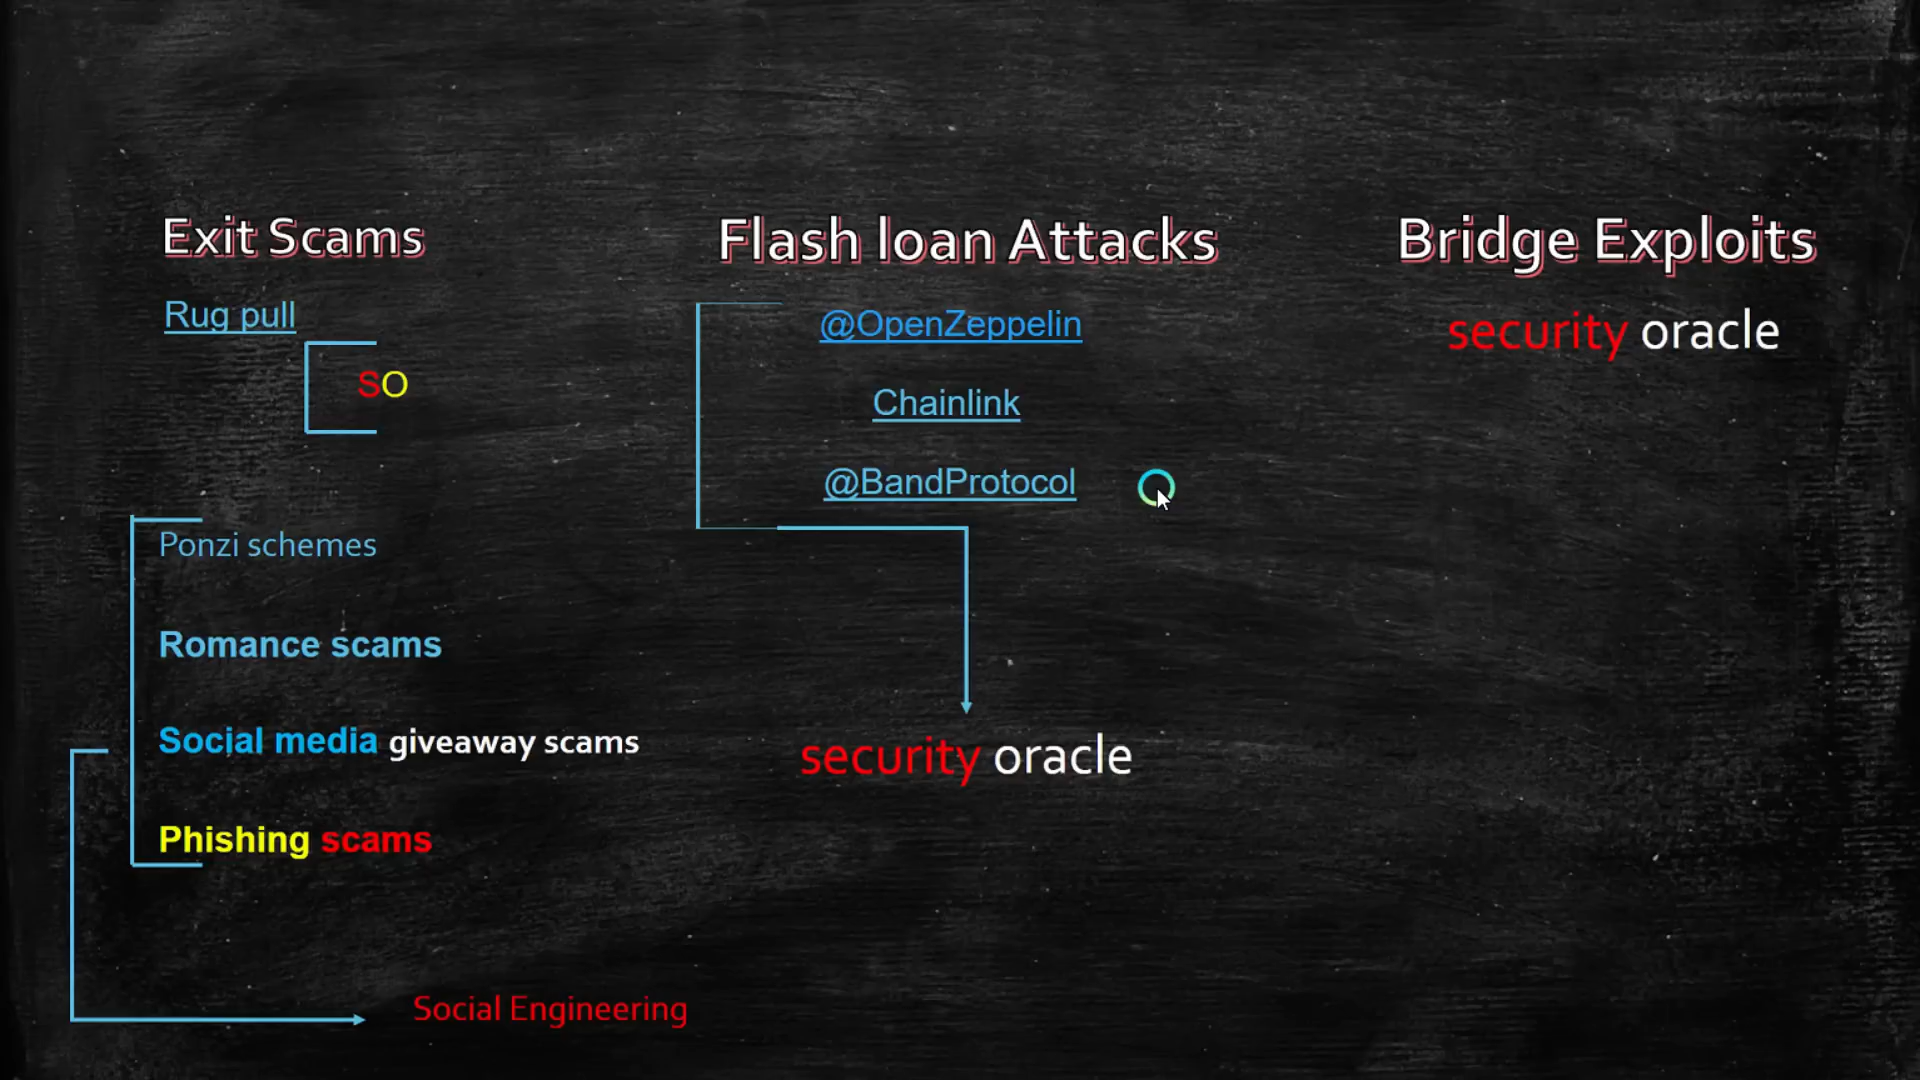 Exit Scams
Rug pull
SO
Ponzi schemes
Romance scams
Social media giveaway scams
Phishing scams
Social Engineering
Flash loan Attacks
@OpenZeppelin
Chainlink
@BandProtocol
security oracle
Bridge Exploits
security oracle